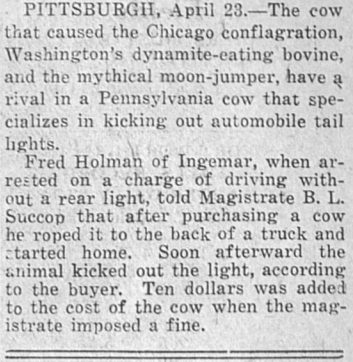 PITTSBURGH, April 23.—The cow
that caused the Chicago conflagration,
Washington's dynamite-eating bovine,
and the mythical moon-jumper, have a
rival in a Pennsylvania cow that spe-
cializes in kicking out automobile tail
lights.
Fred Holman of Ingemar, when ar-
rested on a charge of driving with-
out a rear light, told Magistrate B. L.
Succop that after purchasing a cow
he roped it to the back of a truck and
started home. Soon afterward the
animal kicked out the light, according
to the buyer. Ten dollars was added
to the cost of the cow when the mag-
istrate imposed a fine.